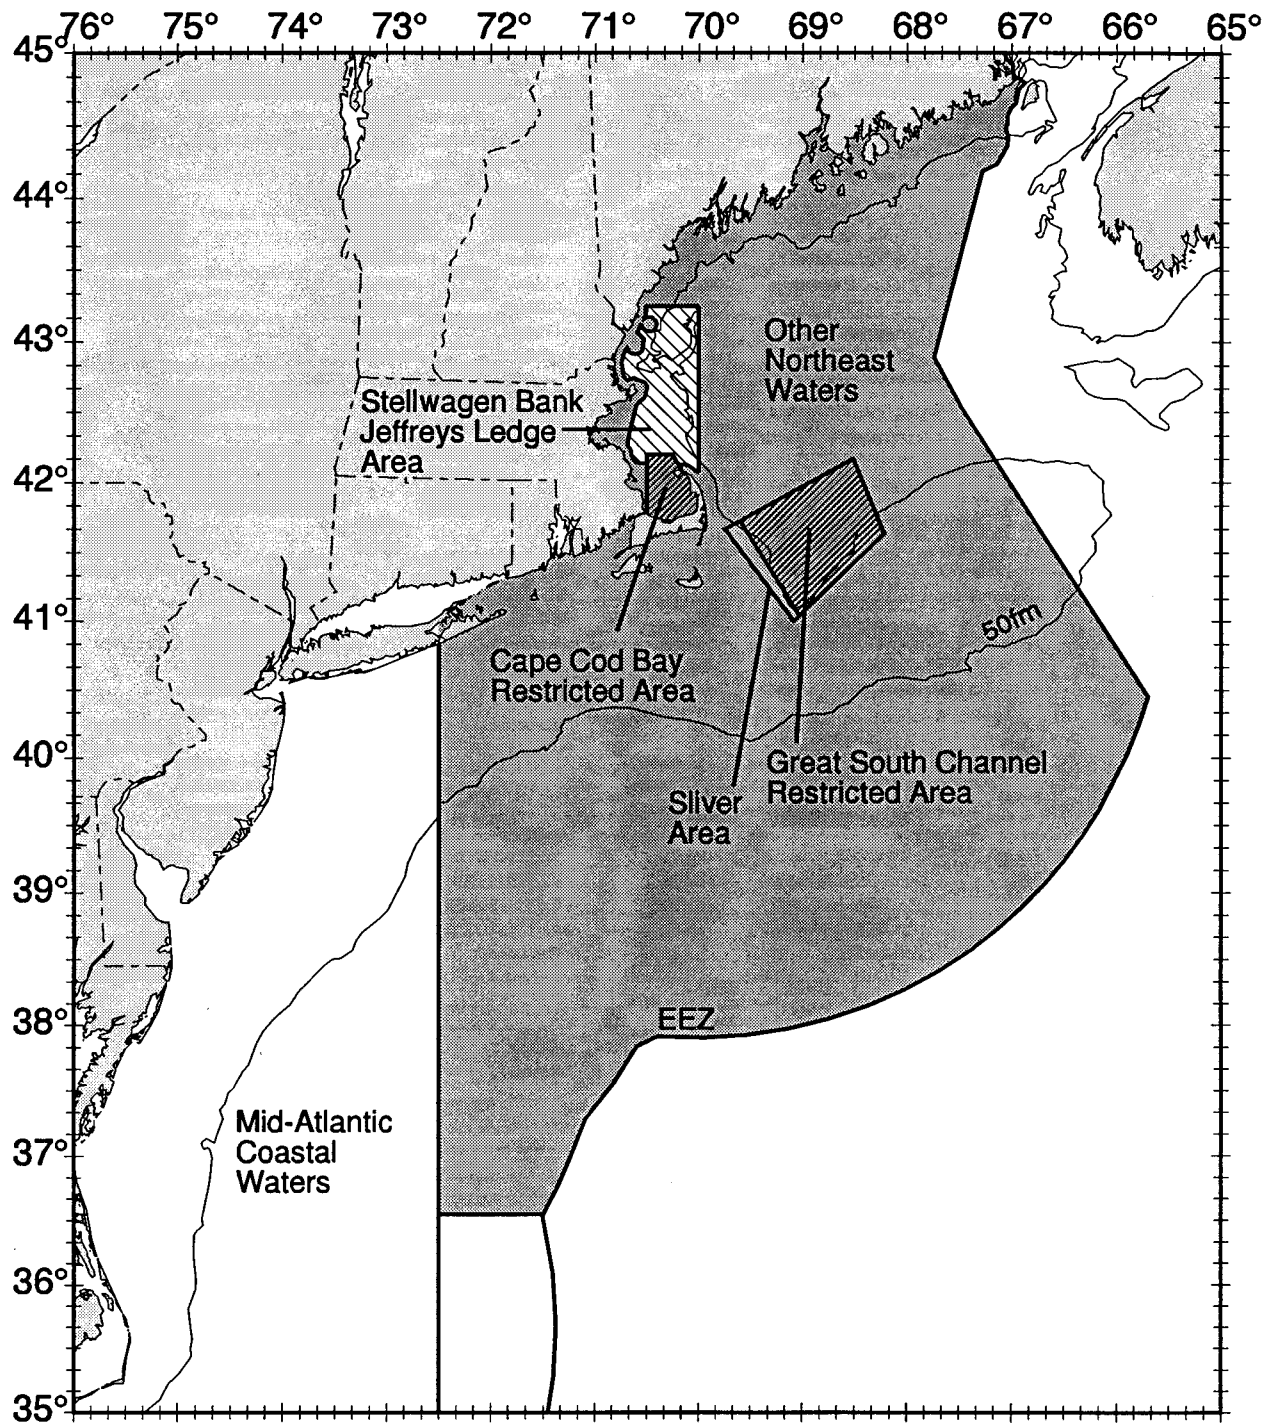 76° 75° 74° 73° 72° 71° 70° 69° 68° 67° 66° 65°
45°
44°
43°
42°
41°
40°
39°
38°
37°
36°
35°
Other
Northeast
Waters
Stellwagen Bank
Jeffreys Ledge
Area
50fm
Cape Cod Bay
Restricted Area
Great South Channel
Restricted Area
Sliver
Area
EEZ
Mid-Atlantic
Coastal
Waters